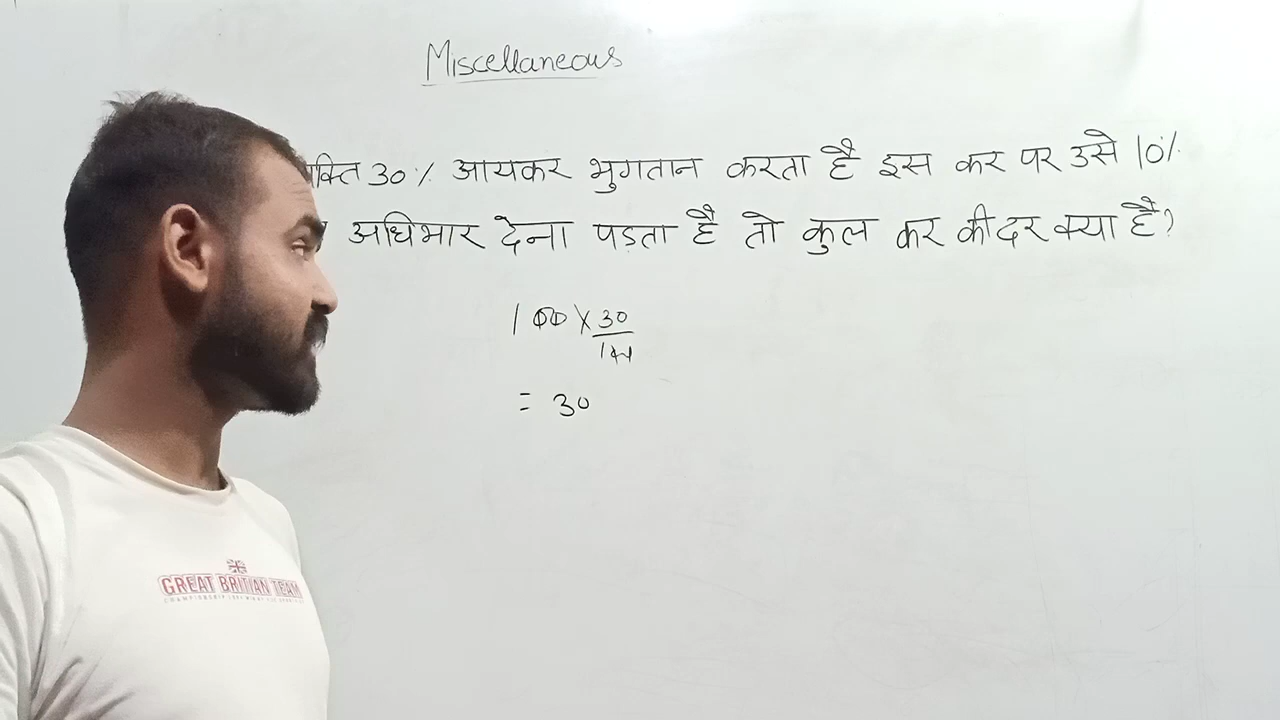 Miscellaneous
30% आयकर भुगतान करता है इस कर पर उसे 10%
अधिभार देना पड़ता है तो कुल कर की दर क्या है?
100 × 30
100
= 30
GREAT BRITIAN TEAM